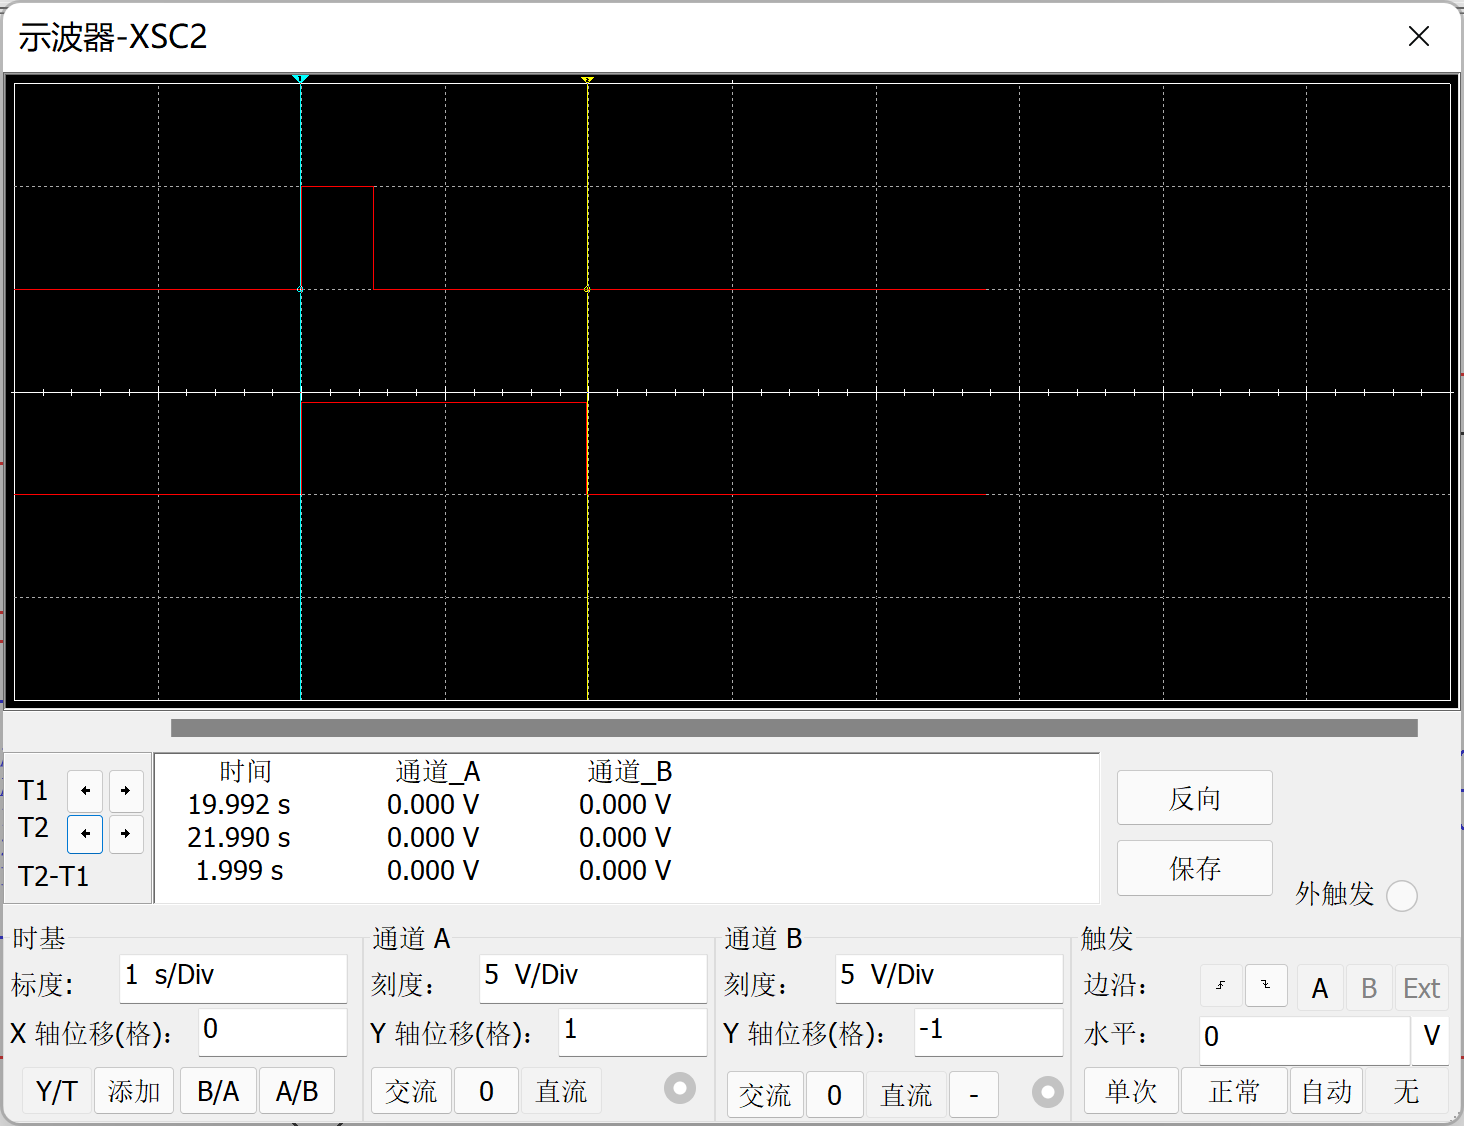 示波器-XSC2
时间 通道_A 通道_B
T1 19.992 s 0.000 V 0.000 V
T2 21.990 s 0.000 V 0.000 V
T2-T1 1.999 s 0.000 V 0.000 V
反向
保存
外触发
时基
标度: 1 s/Div
X 轴位移(格): 0
Y/T 添加 B/A A/B
通道 A
刻度: 5 V/Div
Y 轴位移(格): 1
交流 0 直流
通道 B
刻度: 5 V/Div
Y 轴位移(格): -1
交流 0 直流 -
触发
边沿: A B Ext
水平: 0 V
单次 正常 自动 无